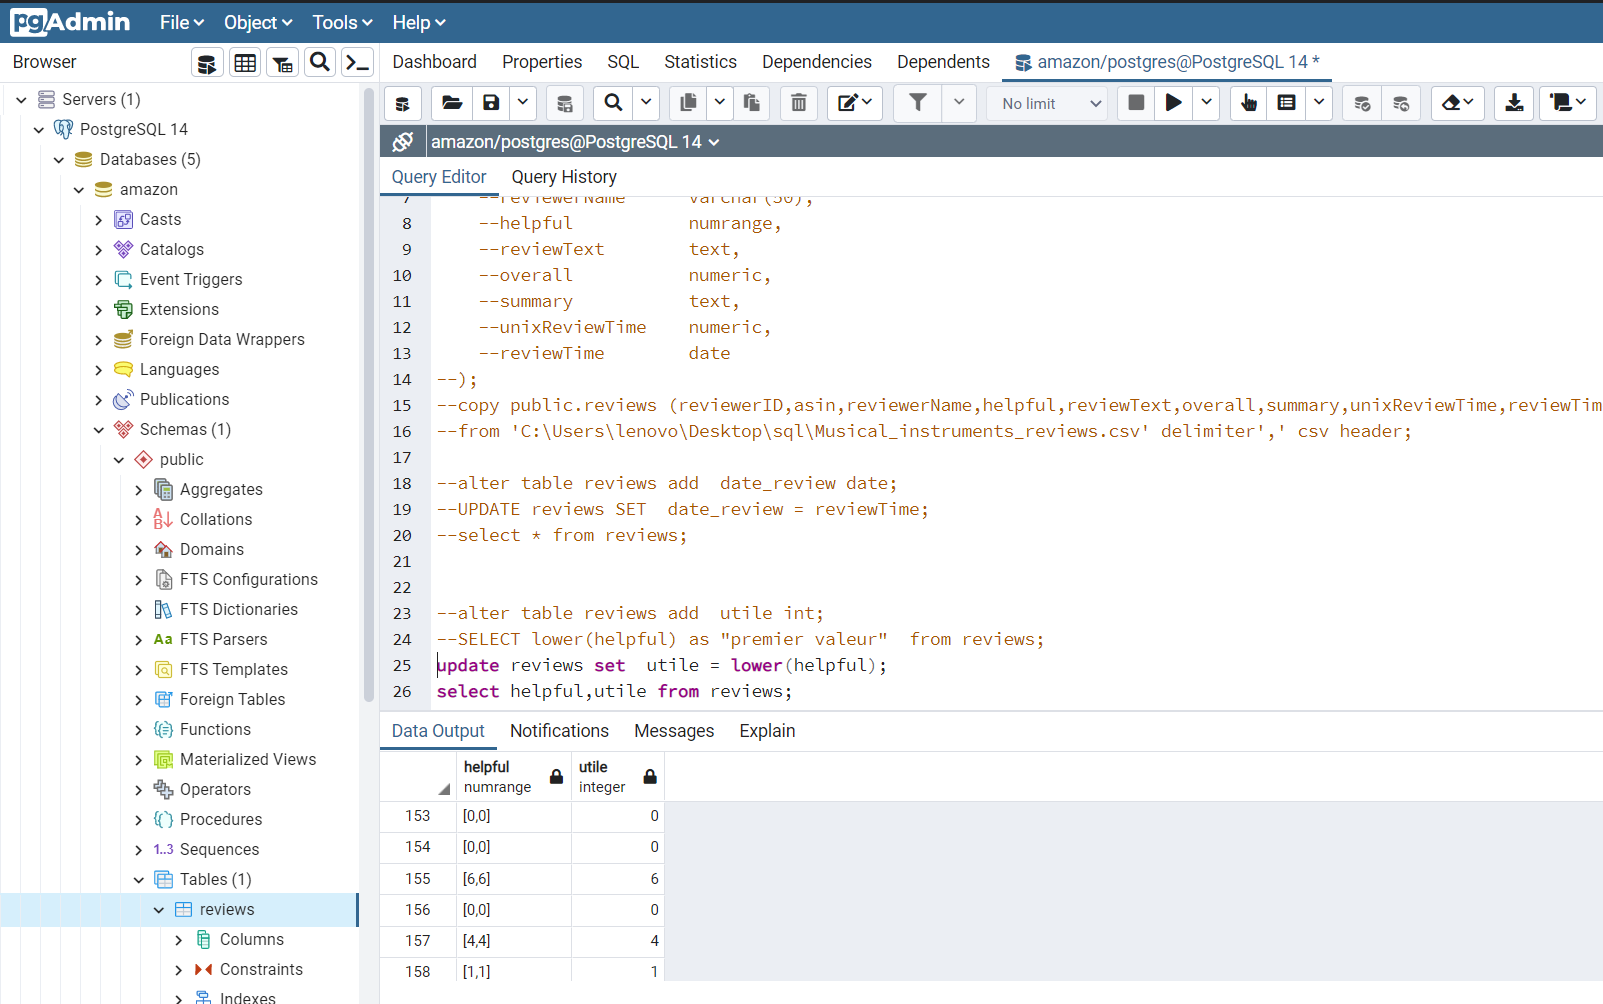 pgAdmin File Object Tools Help
Browser
Dashboard Properties SQL Statistics Dependencies Dependents amazon/postgres@PostgreSQL 14 *
No limit
amazon/postgres@PostgreSQL 14
Query Editor Query History
Servers (1)
PostgreSQL 14
Databases (5)
amazon
Casts
Catalogs
Event Triggers
Extensions
Foreign Data Wrappers
Languages
Publications
Schemas (1)
public
Aggregates
Collations
Domains
FTS Configurations
FTS Dictionaries
Aa FTS Parsers
FTS Templates
Foreign Tables
Functions
Materialized Views
Operators
Procedures
1..3 Sequences
Tables (1)
reviews
Columns
Constraints
Indexes
7 --reviewerName varchar(50),
8 --helpful numrange,
9 --reviewText text,
10 --overall numeric,
11 --summary text,
12 --unixReviewTime numeric,
13 --reviewTime date
14 --);
15 --copy public.reviews (reviewerID,asin,reviewerName,helpful,reviewText,overall,summary,unixReviewTime,reviewTim
16 --from 'C:\Users\lenovo\Desktop\sql\Musical_instruments_reviews.csv' delimiter',' csv header;
17
18 --alter table reviews add date_review date;
19 --UPDATE reviews SET date_review = reviewTime;
20 --select * from reviews;
21
22
23 --alter table reviews add utile int;
24 --SELECT lower(helpful) as "premier valeur" from reviews;
25 update reviews set utile = lower(helpful);
26 select helpful,utile from reviews;
Data Output Notifications Messages Explain
helpful utile
numrange integer
153 [0,0] 0
154 [0,0] 0
155 [6,6] 6
156 [0,0] 0
157 [4,4] 4
158 [1,1] 1